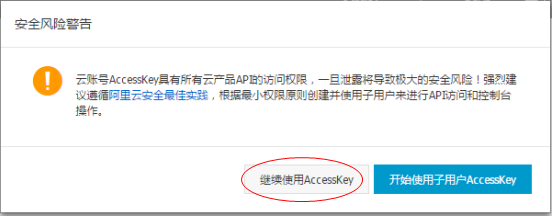 安全风险警告
云账号AccessKey具有所有云产品API的访问权限，一旦泄露将导致极大的安全风险！强烈建
议遵循阿里云安全最佳实践，根据最小权限原则创建并使用子用户来进行API访问和控制台
操作。
继续使用AccessKey 开始使用子用户AccessKey